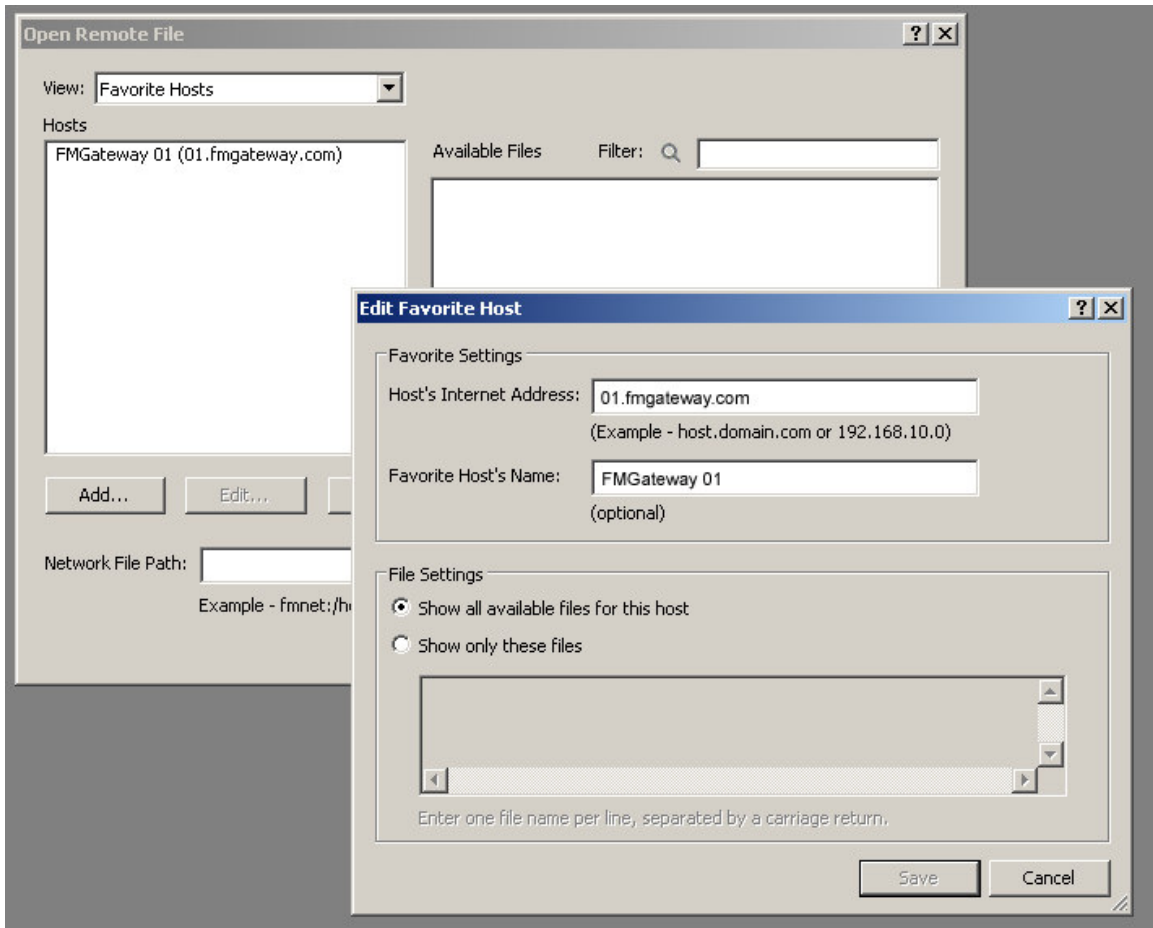 Open Remote File
View: Favorite Hosts
Hosts
FMGateway 01 (01.fmgateway.com)
Available Files Filter:
Add... Edit...
Network File Path:
Example - fmnet:/h
Edit Favorite Host
Favorite Settings
Host's Internet Address: 01.fmgateway.com
(Example - host.domain.com or 192.168.10.0)
Favorite Host's Name: FMGateway 01
(optional)
File Settings
Show all available files for this host
Show only these files
Enter one file name per line, separated by a carriage return.
Save Cancel